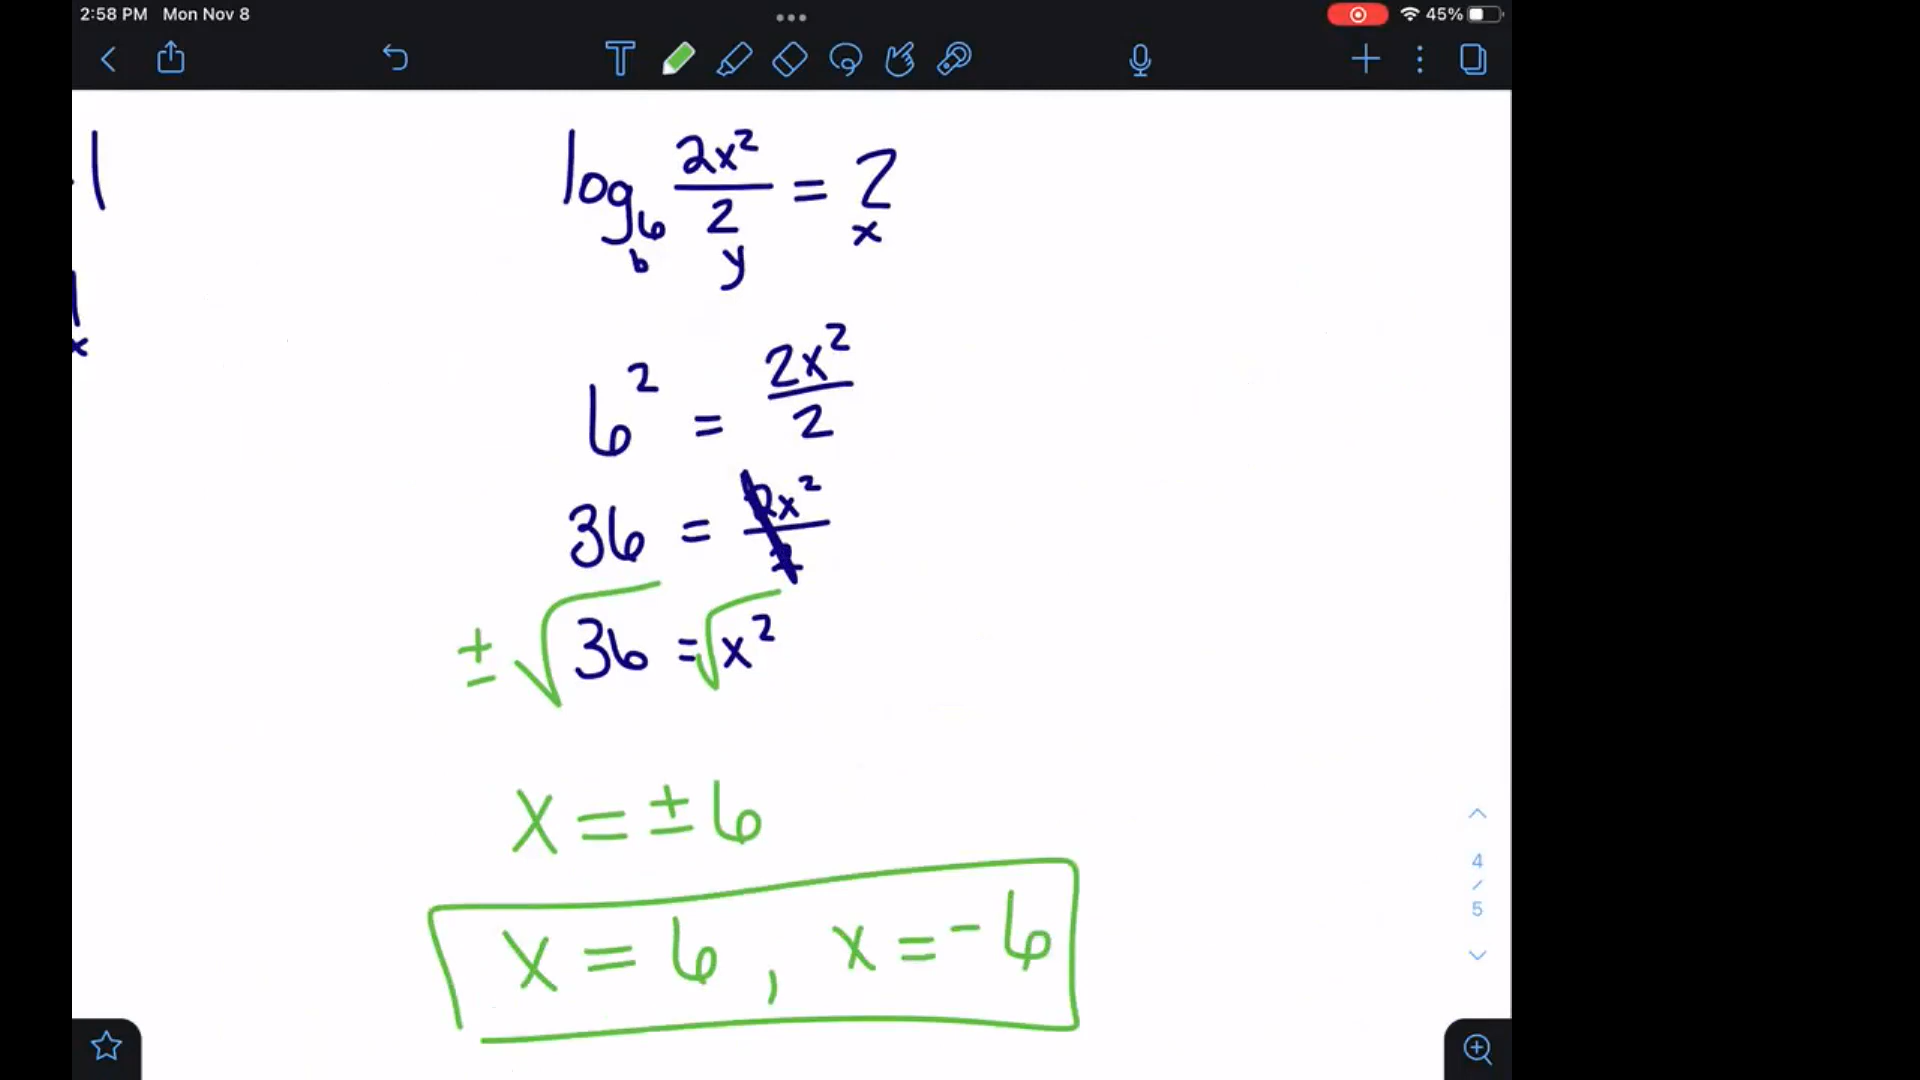 2:58 PM Mon Nov 8
45%
T
1
x
log₆ 2x²/2 = 2
b y x
6² = 2x²/2
36 = 2x²/2
±√36 = √x²
x = ±6
x = 6 , x = -6
4
/
5